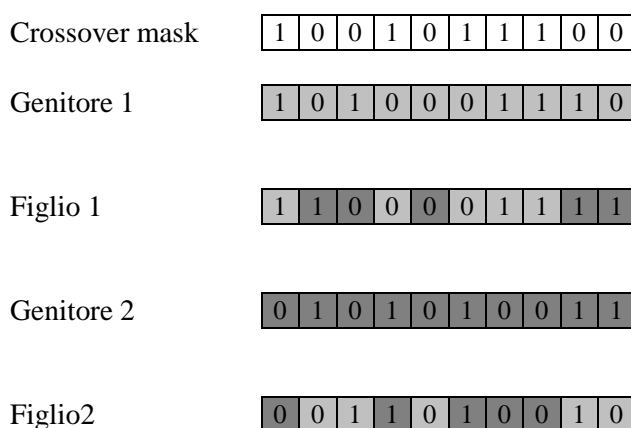 Crossover mask 1 0 0 1 0 1 1 1 0 0
Genitore 1 1 0 1 0 0 0 1 1 1 0
Figlio 1 1 1 0 0 0 0 1 1 1 1
Genitore 2 0 1 0 1 0 1 0 0 1 1
Figlio2 0 0 1 1 0 1 0 0 1 0